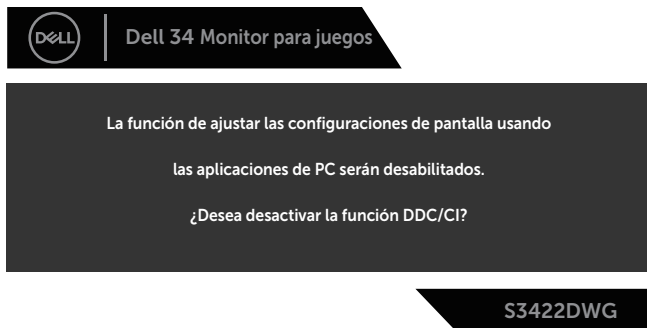 DELL
Dell 34 Monitor para juegos
La función de ajustar las configuraciones de pantalla usando
las aplicaciones de PC serán desabilitados.
¿Desea desactivar la función DDC/CI?
S3422DWG